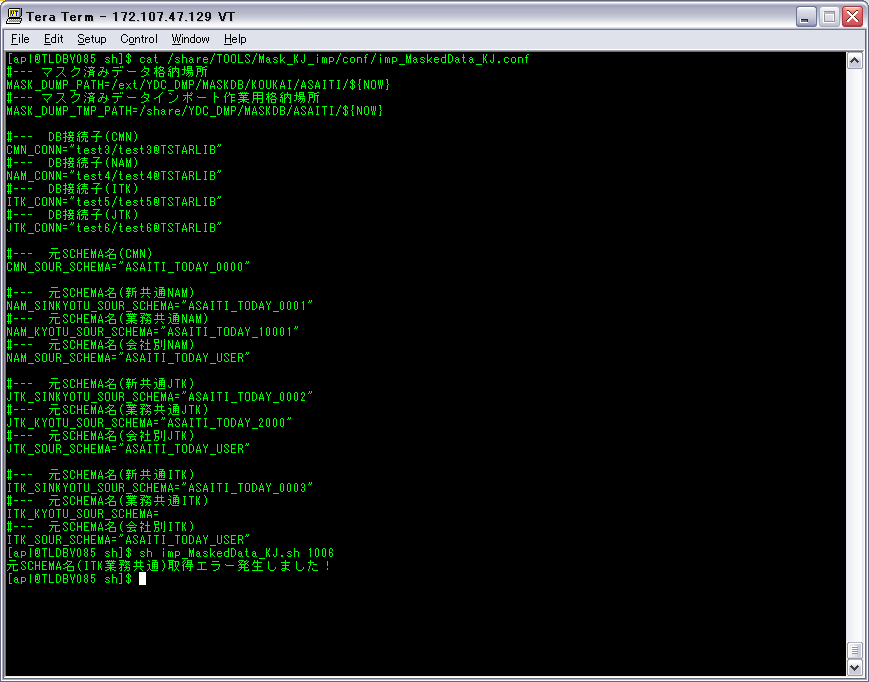 Tera Term - 172.107.47.129 VT
File Edit Setup Control Window Help
[apl@TLDBY085 sh]$ cat /share/TOOLS/Mask_KJ_imp/conf/imp_MaskedData_KJ.conf
#--- マスク済みデータ格納場所
MASK_DUMP_PATH=/ext/YDC_DMP/MASKDB/KOUKAI/ASAITI/${NOW}
#--- マスク済みデータインポート作業用格納場所
MASK_DUMP_TMP_PATH=/share/YDC_DMP/MASKDB/ASAITI/${NOW}
#--- DB接続子(CMN)
CMN_CONN="test3/test3@TSTARLIB"
#--- DB接続子(NAM)
NAM_CONN="test4/test4@TSTARLIB"
#--- DB接続子(ITK)
ITK_CONN="test5/test5@TSTARLIB"
#--- DB接続子(JTK)
JTK_CONN="test6/test6@TSTARLIB"
#--- 元SCHEMA名(CMN)
CMN_SOUR_SCHEMA="ASAITI_TODAY_0000"
#--- 元SCHEMA名(新共通NAM)
NAM_SINKYOTU_SOUR_SCHEMA="ASAITI_TODAY_0001"
#--- 元SCHEMA名(業務共通NAM)
NAM_KYOTU_SOUR_SCHEMA="ASAITI_TODAY_10001"
#--- 元SCHEMA名(会社別NAM)
NAM_SOUR_SCHEMA="ASAITI_TODAY_USER"
#--- 元SCHEMA名(新共通JTK)
JTK_SINKYOTU_SOUR_SCHEMA="ASAITI_TODAY_0002"
#--- 元SCHEMA名(業務共通JTK)
JTK_KYOTU_SOUR_SCHEMA="ASAITI_TODAY_2000"
#--- 元SCHEMA名(会社別JTK)
JTK_SOUR_SCHEMA="ASAITI_TODAY_USER"
#--- 元SCHEMA名(新共通ITK)
ITK_SINKYOTU_SOUR_SCHEMA="ASAITI_TODAY_0003"
#--- 元SCHEMA名(業務共通ITK)
ITK_KYOTU_SOUR_SCHEMA=
#--- 元SCHEMA名(会社別ITK)
ITK_SOUR_SCHEMA="ASAITI_TODAY_USER"
[apl@TLDBY085 sh]$ sh imp_MaskedData_KJ.sh 1006
元SCHEMA名(ITK業務共通)取得エラー発生しました！
[apl@TLDBY085 sh]$